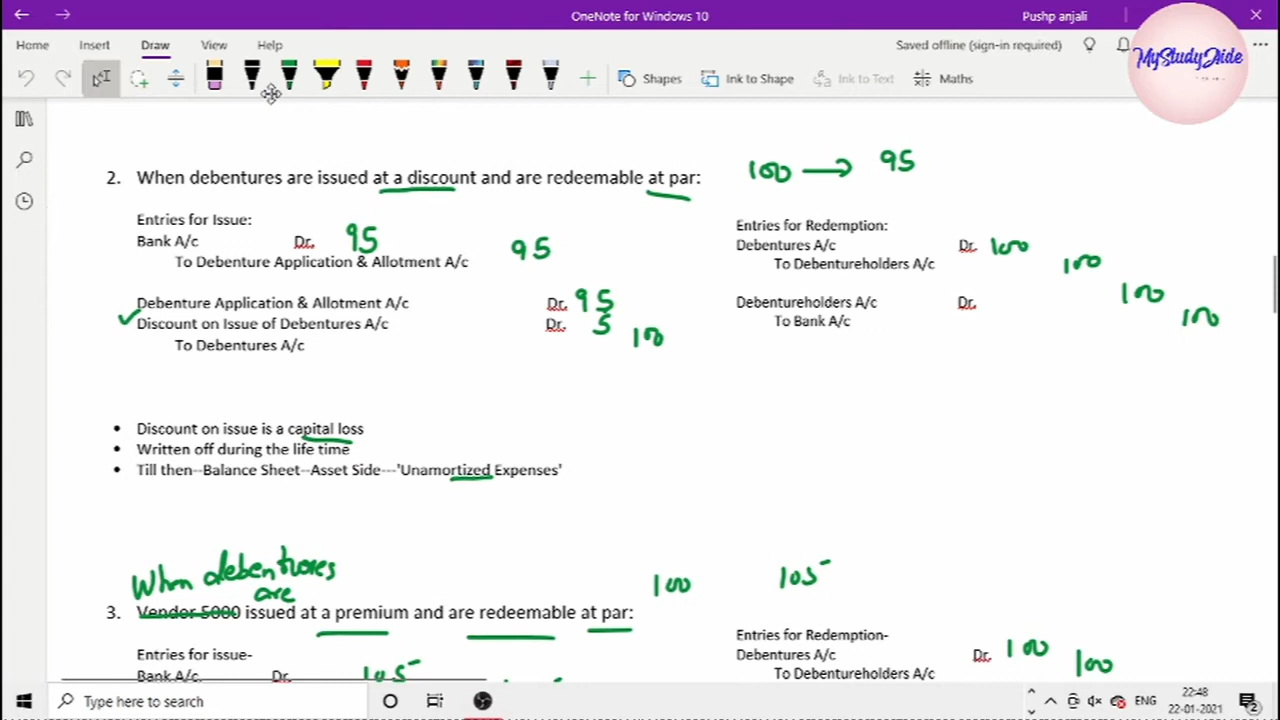 OneNote for Windows 10
Pushp anjali
Home Insert Draw View Help
Saved offline (sign-in required)
MyStudyAide
Shapes Ink to Shape Ink to Text Maths
2. When debentures are issued at a discount and are redeemable at par:
100 → 95
Entries for Issue:
Bank A/c Dr. 95
To Debenture Application & Allotment A/c 95
Debenture Application & Allotment A/c Dr. 95
Discount on Issue of Debentures A/c Dr. 5
To Debentures A/c 100
Entries for Redemption:
Debentures A/c Dr. 100
To Debentureholders A/c 100
Debentureholders A/c Dr. 100
To Bank A/c 100
• Discount on issue is a capital loss
• Written off during the life time
• Till then--Balance Sheet--Asset Side---'Unamortized Expenses'
When debentures
are
100 105
3. Vendor 5000 issued at a premium and are redeemable at par:
Entries for issue-
Bank A/c. Dr. 105
Entries for Redemption-
Debentures A/c Dr. 100
To Debentureholders A/c 100
Type here to search
ENG
22:48
22-01-2021
2